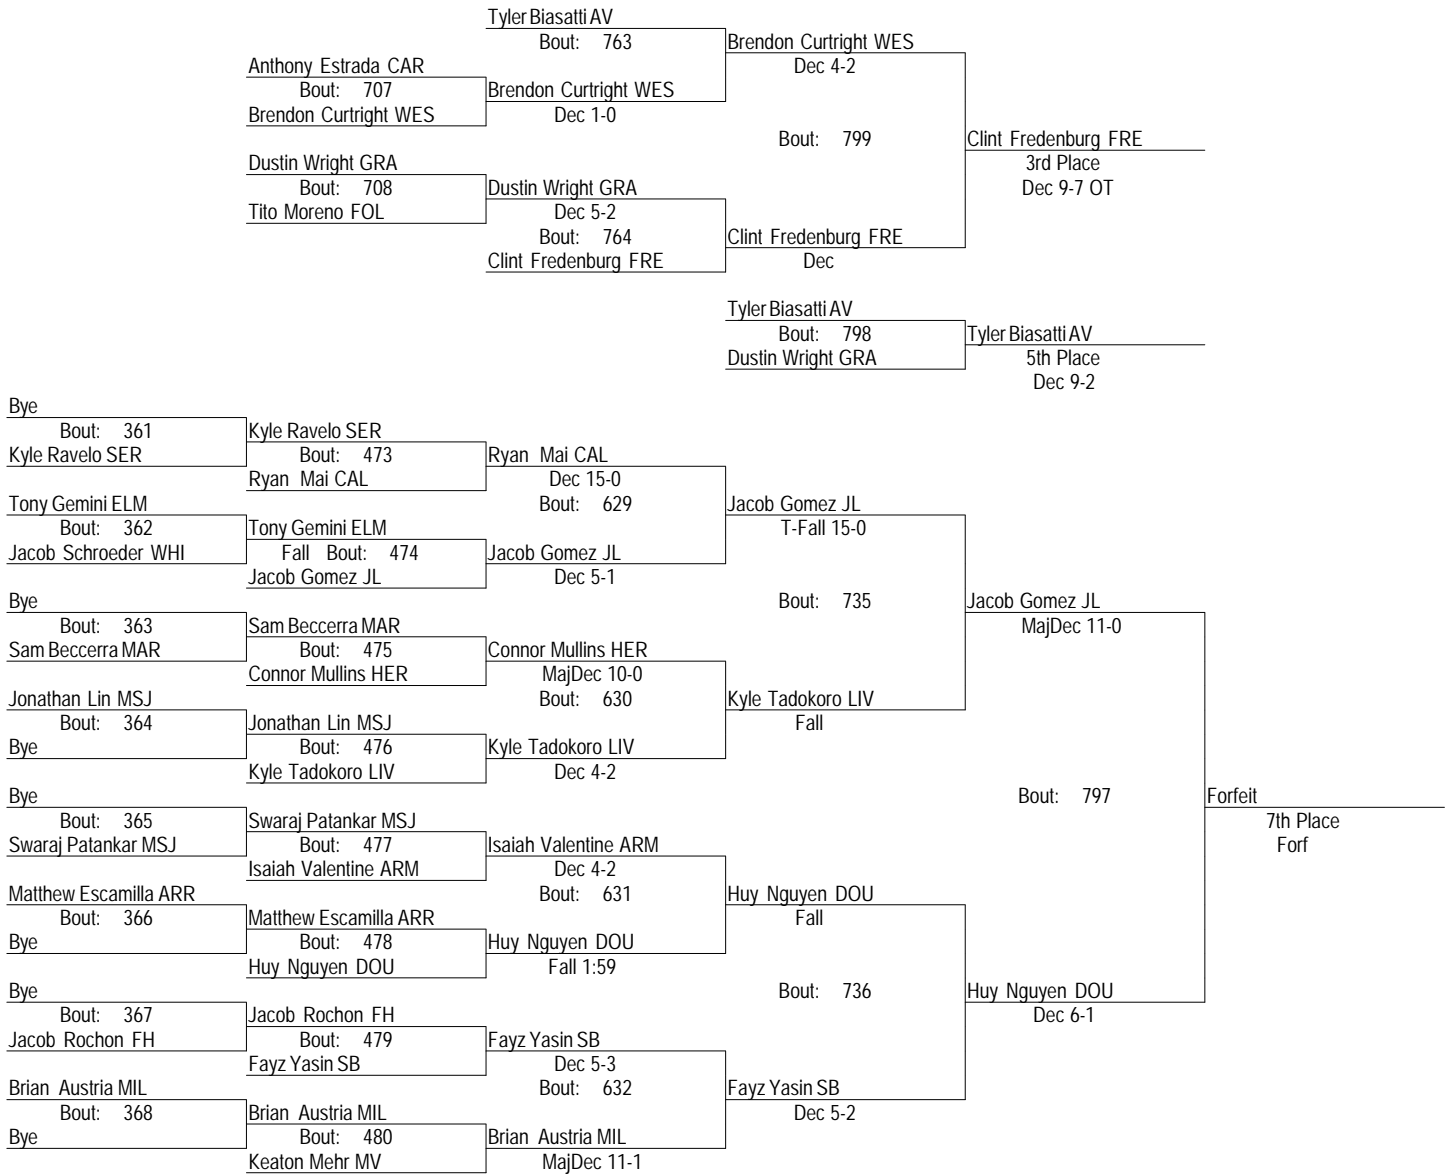 Tyler Biasatti AV
Bout: 763
Brendon Curtright WES
Dec 4-2
Anthony Estrada CAR
Bout: 707
Brendon Curtright WES
Brendon Curtright WES
Dec 1-0
Bout: 799
Clint Fredenburg FRE
3rd Place
Dec 9-7 OT
Dustin Wright GRA
Bout: 708
Tito Moreno FOL
Dustin Wright GRA
Dec 5-2
Bout: 764
Clint Fredenburg FRE
Clint Fredenburg FRE
Dec
Tyler Biasatti AV
Bout: 798
Dustin Wright GRA
Tyler Biasatti AV
5th Place
Dec 9-2
Bye
Bout: 361
Kyle Ravelo SER
Kyle Ravelo SER
Bout: 473
Ryan Mai CAL
Ryan Mai CAL
Dec 15-0
Bout: 629
Tony Gemini ELM
Bout: 362
Jacob Schroeder WHI
Tony Gemini ELM
Fall Bout: 474
Jacob Gomez JL
Jacob Gomez JL
Dec 5-1
Jacob Gomez JL
T-Fall 15-0
Bout: 735
Bye
Bout: 363
Sam Beccerra MAR
Sam Beccerra MAR
Bout: 475
Connor Mullins HER
Connor Mullins HER
MajDec 10-0
Bout: 630
Jonathan Lin MSJ
Bout: 364
Bye
Jonathan Lin MSJ
Bout: 476
Kyle Tadokoro LIV
Kyle Tadokoro LIV
Dec 4-2
Kyle Tadokoro LIV
Fall
Jacob Gomez JL
MajDec 11-0
Bout: 797
Forfeit
7th Place
Forf
Bye
Bout: 365
Swaraj Patankar MSJ
Swaraj Patankar MSJ
Bout: 477
Isaiah Valentine ARM
Isaiah Valentine ARM
Dec 4-2
Bout: 631
Matthew Escamilla ARR
Bout: 366
Bye
Matthew Escamilla ARR
Bout: 478
Huy Nguyen DOU
Huy Nguyen DOU
Fall 1:59
Huy Nguyen DOU
Fall
Bout: 736
Huy Nguyen DOU
Dec 6-1
Bye
Bout: 367
Jacob Rochon FH
Jacob Rochon FH
Bout: 479
Fayz Yasin SB
Fayz Yasin SB
Dec 5-3
Bout: 632
Brian Austria MIL
Bout: 368
Bye
Brian Austria MIL
Bout: 480
Keaton Mehr MV
Brian Austria MIL
MajDec 11-1
Fayz Yasin SB
Dec 5-2